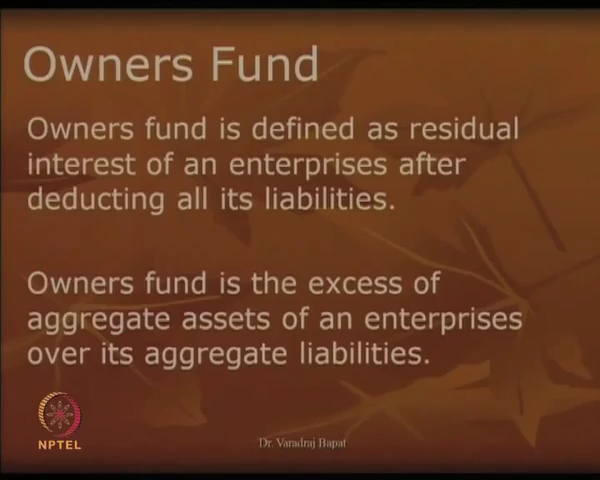 Owners Fund
Owners fund is defined as residual
interest of an enterprises after
deducting all its liabilities.
Owners fund is the excess of
aggregate assets of an enterprises
over its aggregate liabilities.
NPTEL
Dr. Varadraj Bapat